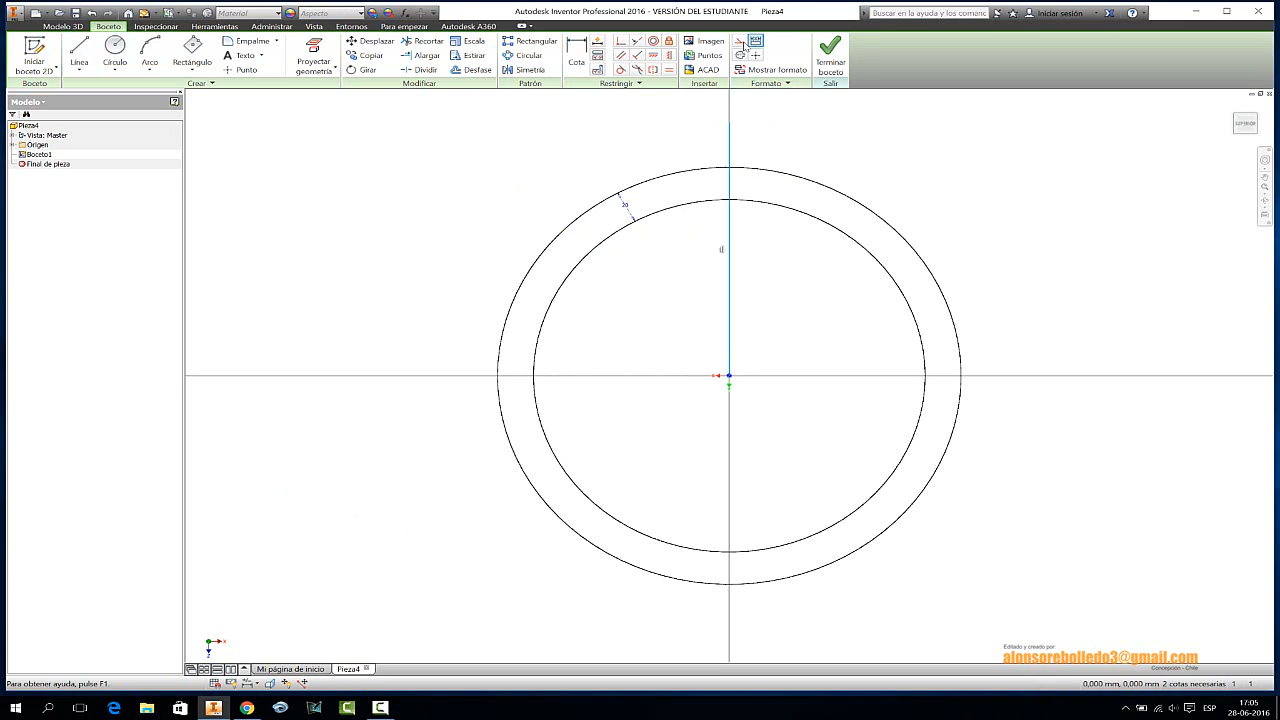 Material
Aspecto
Autodesk Inventor Professional 2016 - VERSIÓN DEL ESTUDIANTE Pieza4
Buscar en la ayuda y los comanc
Iniciar sesión
Modelo 3D
Boceto
Inspeccionar
Herramientas
Administrar
Vista
Entornos
Para empezar
Autodesk A360
Iniciar
boceto 2D
Línea
Círculo
Arco
Rectángulo
Empalme
Texto
Punto
Proyectar
geometría
Desplazar
Copiar
Girar
Recortar
Alargar
Dividir
Escala
Estirar
Desfase
Rectangular
Circular
Simetría
Cota
Imagen
Puntos
ACAD
Mostrar formato
Terminar
boceto
Boceto
Crear
Modificar
Patrón
Restringir
Insertar
Formato
Salir
Modelo
Pieza4
Vista: Master
Origen
Boceto1
Final de pieza
SUPERIOR
20
x
x
z
Mi página de inicio
Pieza4
Editado y creado por:
alonsorebolledo3@gmail.com
Concepción - Chile
Para obtener ayuda, pulse F1.
0,000 mm, 0,000 mm 2 cotas necesarias 1 1
ESP
17:05
28-06-2016